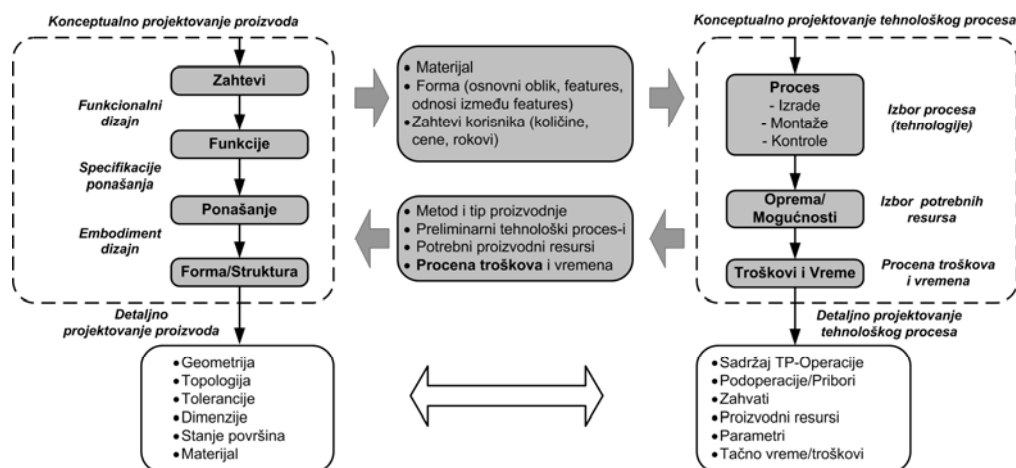 Konceptualno projektovanje proizvoda
Zahtevi
Funkcionalni
dizajn
Funkcije
Specifikacije
ponašanja
Ponašanje
Embodiment
dizajn
Forma/Struktura
Detaljno
projektovanje proizvoda
• Geometrija
• Topologija
• Tolerancije
• Dimenzije
• Stanje površina
• Materijal
• Materijal
• Forma (osnovni oblik, features,
odnosi između features)
• Zahtevi korisnika (količine,
cene, rokovi)
• Metod i tip proizvodnje
• Preliminarni tehnološki proces-i
• Potrebni proizvodni resursi
• Procena troškova i vremena
Konceptualno projektovanje tehnološkog procesa
Proces
- Izrade
- Montaže
- Kontrole
Izbor procesa
(tehnologije)
Oprema/
Mogućnosti
Izbor potrebnih
resursa
Troškovi i Vreme
Procena troškova
i vremena
Detaljno projektovanje
tehnološkog procesa
• Sadržaj TP-Operacije
• Podoperacije/Pribori
• Zahvati
• Proizvodni resursi
• Parametri
• Tačno vreme/troškovi